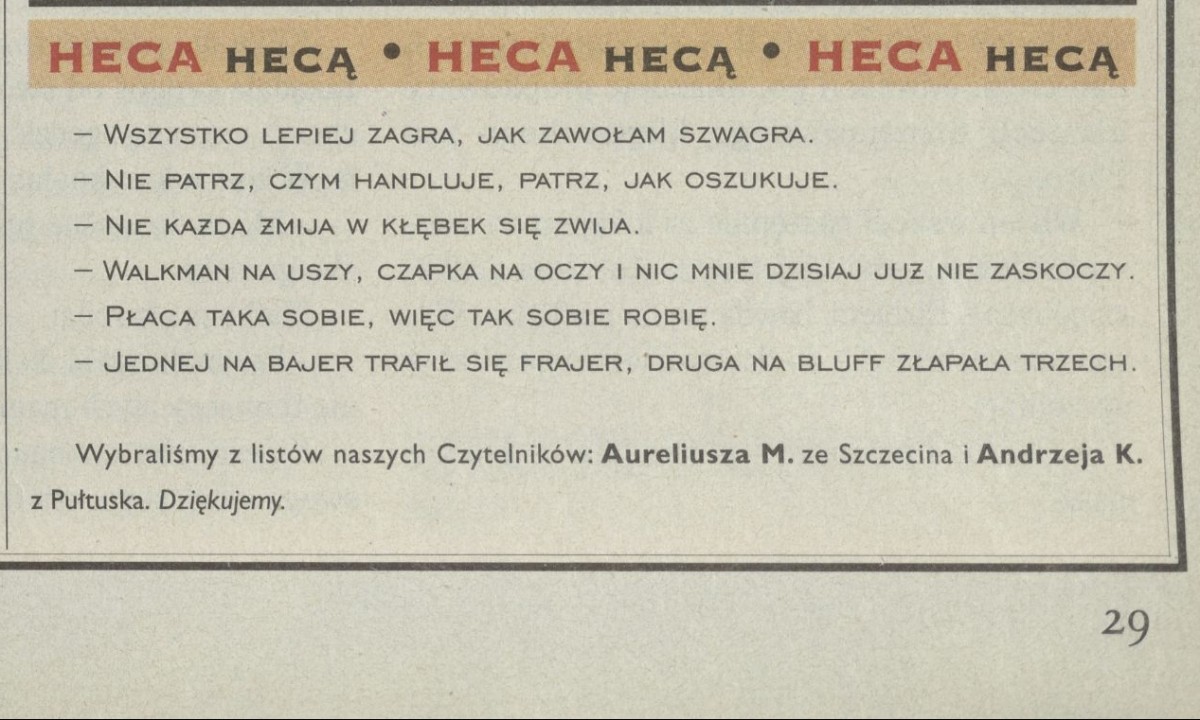 HECA HECĄ • HECA HECĄ • HECA HECĄ
– WSZYSTKO LEPIEJ ZAGRA, JAK ZAWOŁAM SZWAGRA.
– NIE PATRZ, CZYM HANDLUJE, PATRZ, JAK OSZUKUJE.
– NIE KAŻDA ŻMIJA W KŁĘBEK SIĘ ZWIJA.
– WALKMAN NA USZY, CZAPKA NA OCZY I NIC MNIE DZISIAJ JUŻ NIE ZASKOCZY.
– PŁACA TAKA SOBIE, WIĘC TAK SOBIE ROBIĘ.
– JEDNEJ NA BAJER TRAFIŁ SIĘ FRAJER, DRUGA NA BLUFF ZŁAPAŁA TRZECH.
Wybraliśmy z listów naszych Czytelników: Aureliusza M. ze Szczecina i Andrzeja K.
z Pułtuska. Dziękujemy.
29